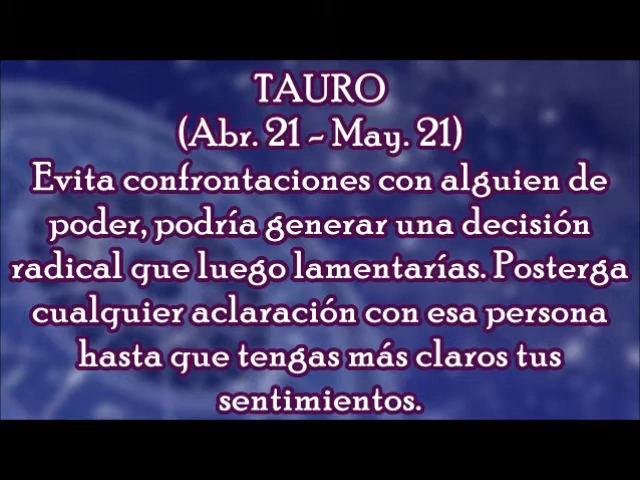 TAURO
(Abr. 21 - May. 21)
Evita confrontaciones con alguien de
poder, podría generar una decisión
radical que luego lamentarías. Posterga
cualquier aclaración con esa persona
hasta que tengas más claros tus
sentimientos.